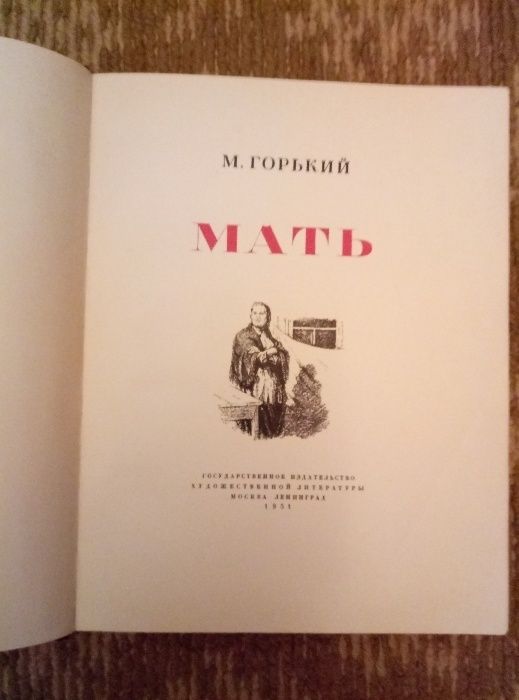 М. ГОРЬКИЙ
МАТЬ
ГОСУДАРСТВЕННОЕ ИЗДАТЕЛЬСТВО
ХУДОЖЕСТВЕННОЙ ЛИТЕРАТУРЫ
МОСКВА ЛЕНИНГРАД
1951